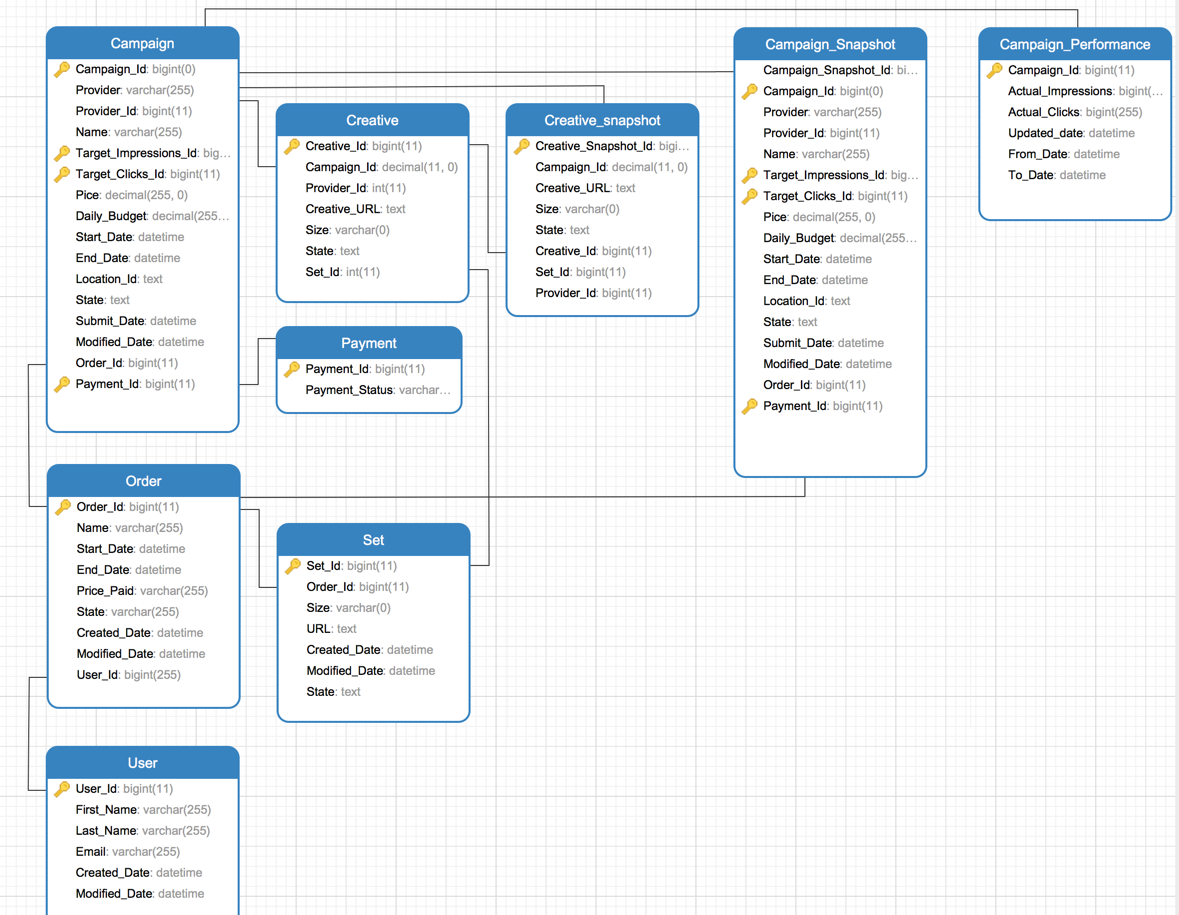 Campaign
Campaign_Id: bigint(0)
Provider: varchar(255)
Provider_Id: bigint(11)
Name: varchar(255)
Target_Impressions_Id: big...
Target_Clicks_Id: bigint(11)
Pice: decimal(255, 0)
Daily_Budget: decimal(255...
Start_Date: datetime
End_Date: datetime
Location_Id: text
State: text
Submit_Date: datetime
Modified_Date: datetime
Order_Id: bigint(11)
Payment_Id: bigint(11)
Creative
Creative_Id: bigint(11)
Campaign_Id: decimal(11, 0)
Provider_Id: int(11)
Creative_URL: text
Size: varchar(0)
State: text
Set_Id: int(11)
Creative_snapshot
Creative_Snapshot_Id: bigi...
Campaign_Id: decimal(11, 0)
Creative_URL: text
Size: varchar(0)
State: text
Creative_Id: bigint(11)
Set_Id: bigint(11)
Provider_Id: bigint(11)
Campaign_Snapshot
Campaign_Snapshot_Id: bi...
Campaign_Id: bigint(0)
Provider: varchar(255)
Provider_Id: bigint(11)
Name: varchar(255)
Target_Impressions_Id: big...
Target_Clicks_Id: bigint(11)
Pice: decimal(255, 0)
Daily_Budget: decimal(255...
Start_Date: datetime
End_Date: datetime
Location_Id: text
State: text
Submit_Date: datetime
Modified_Date: datetime
Order_Id: bigint(11)
Payment_Id: bigint(11)
Campaign_Performance
Campaign_Id: bigint(11)
Actual_Impressions: bigint(...
Actual_Clicks: bigint(255)
Updated_date: datetime
From_Date: datetime
To_Date: datetime
Payment
Payment_Id: bigint(11)
Payment_Status: varchar...
Order
Order_Id: bigint(11)
Name: varchar(255)
Start_Date: datetime
End_Date: datetime
Price_Paid: varchar(255)
State: varchar(255)
Created_Date: datetime
Modified_Date: datetime
User_Id: bigint(255)
Set
Set_Id: bigint(11)
Order_Id: bigint(11)
Size: varchar(0)
URL: text
Created_Date: datetime
Modified_Date: datetime
State: text
User
User_Id: bigint(11)
First_Name: varchar(255)
Last_Name: varchar(255)
Email: varchar(255)
Created_Date: datetime
Modified_Date: datetime